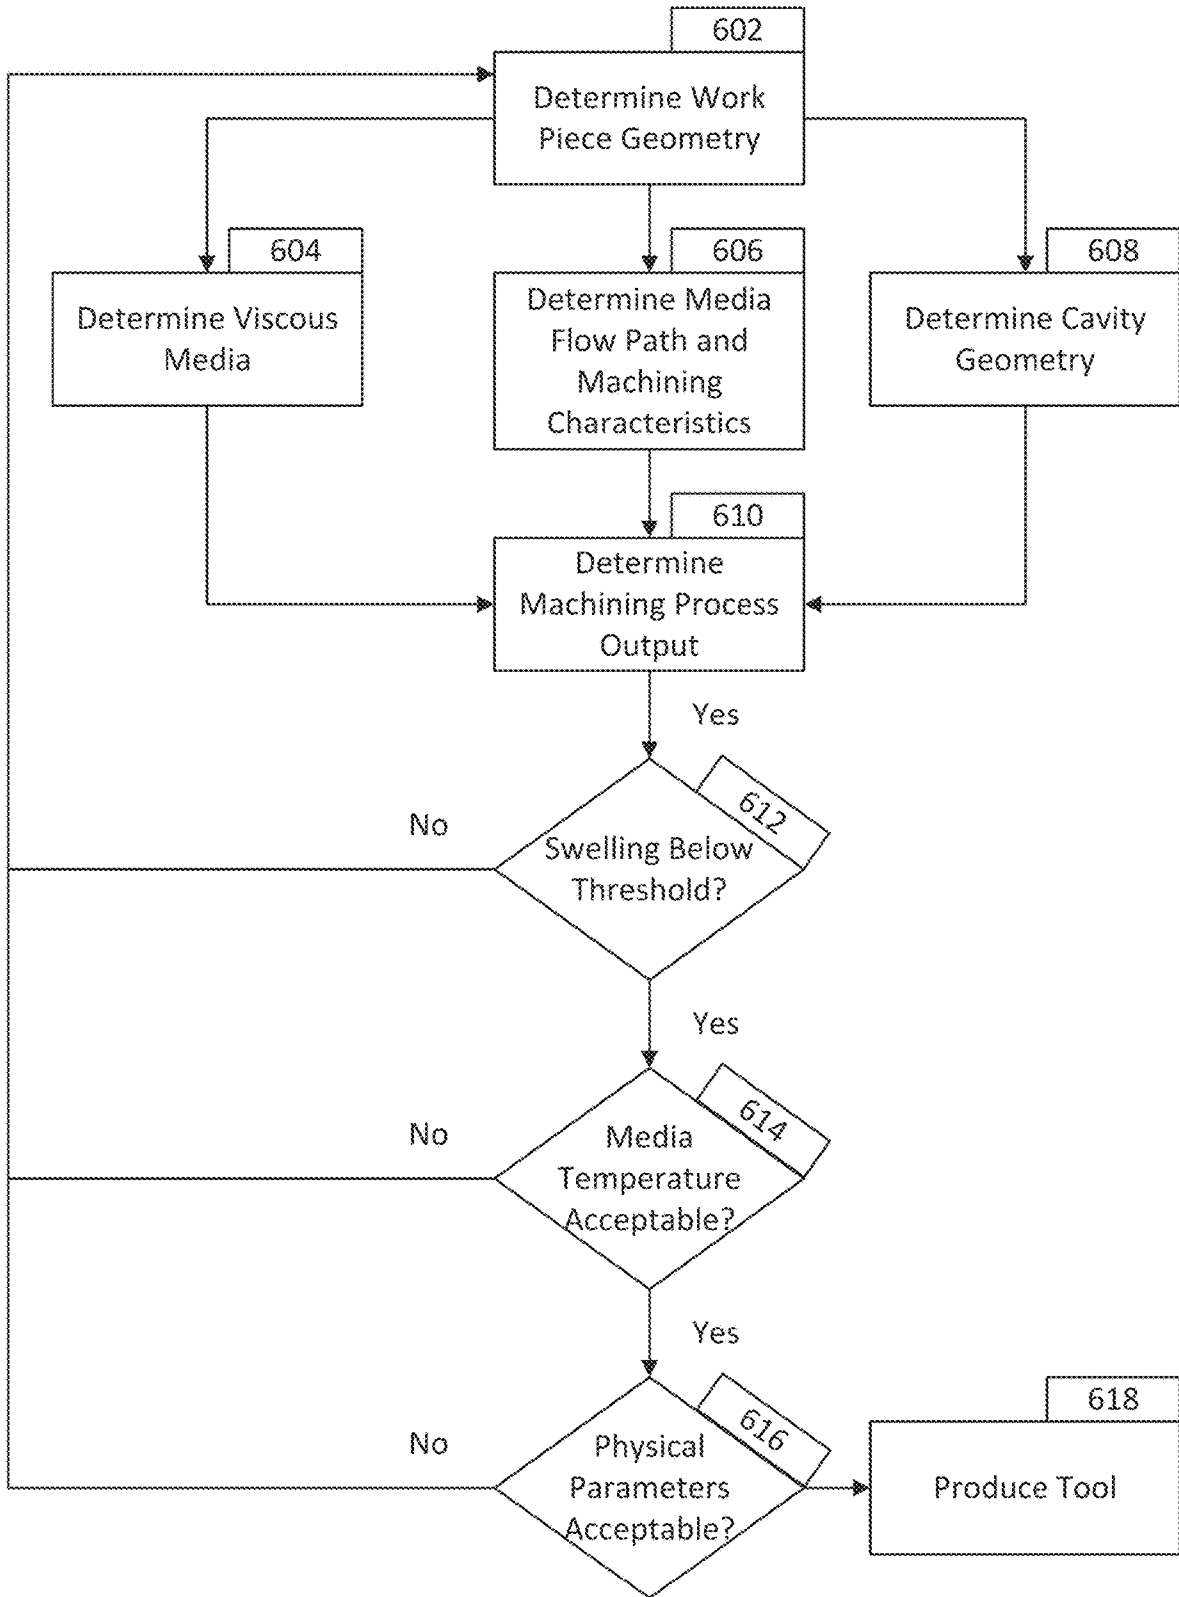 602
Determine Work
Piece Geometry
604
Determine Viscous
Media
606
Determine Media
Flow Path and
Machining
Characteristics
608
Determine Cavity
Geometry
610
Determine
Machining Process
Output
Yes
612
No
Swelling Below
Threshold?
Yes
614
No
Media
Temperature
Acceptable?
Yes
616
No
Physical
Parameters
Acceptable?
618
Produce Tool